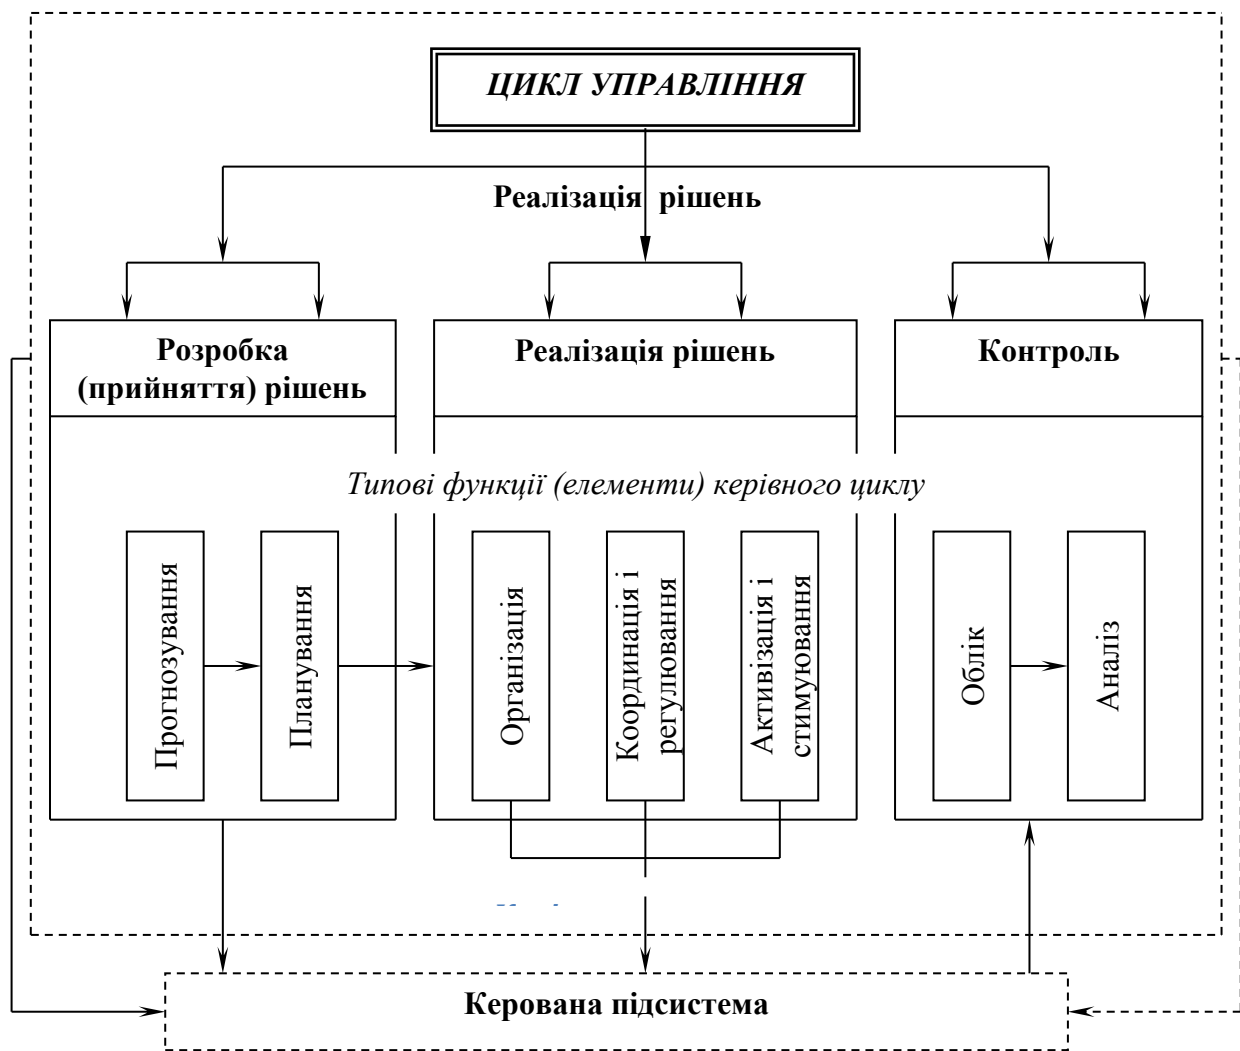 ЦИКЛ УПРАВЛІННЯ
Реалізація рішень
Розробка
(прийняття) рішень
Реалізація рішень
Контроль
Типові функції (елементи) керівного циклу
Прогнозування
Планування
Організація
Координація і
регулювання
Активізація і
стимуювання
Облік
Аналіз
Керована підсистема